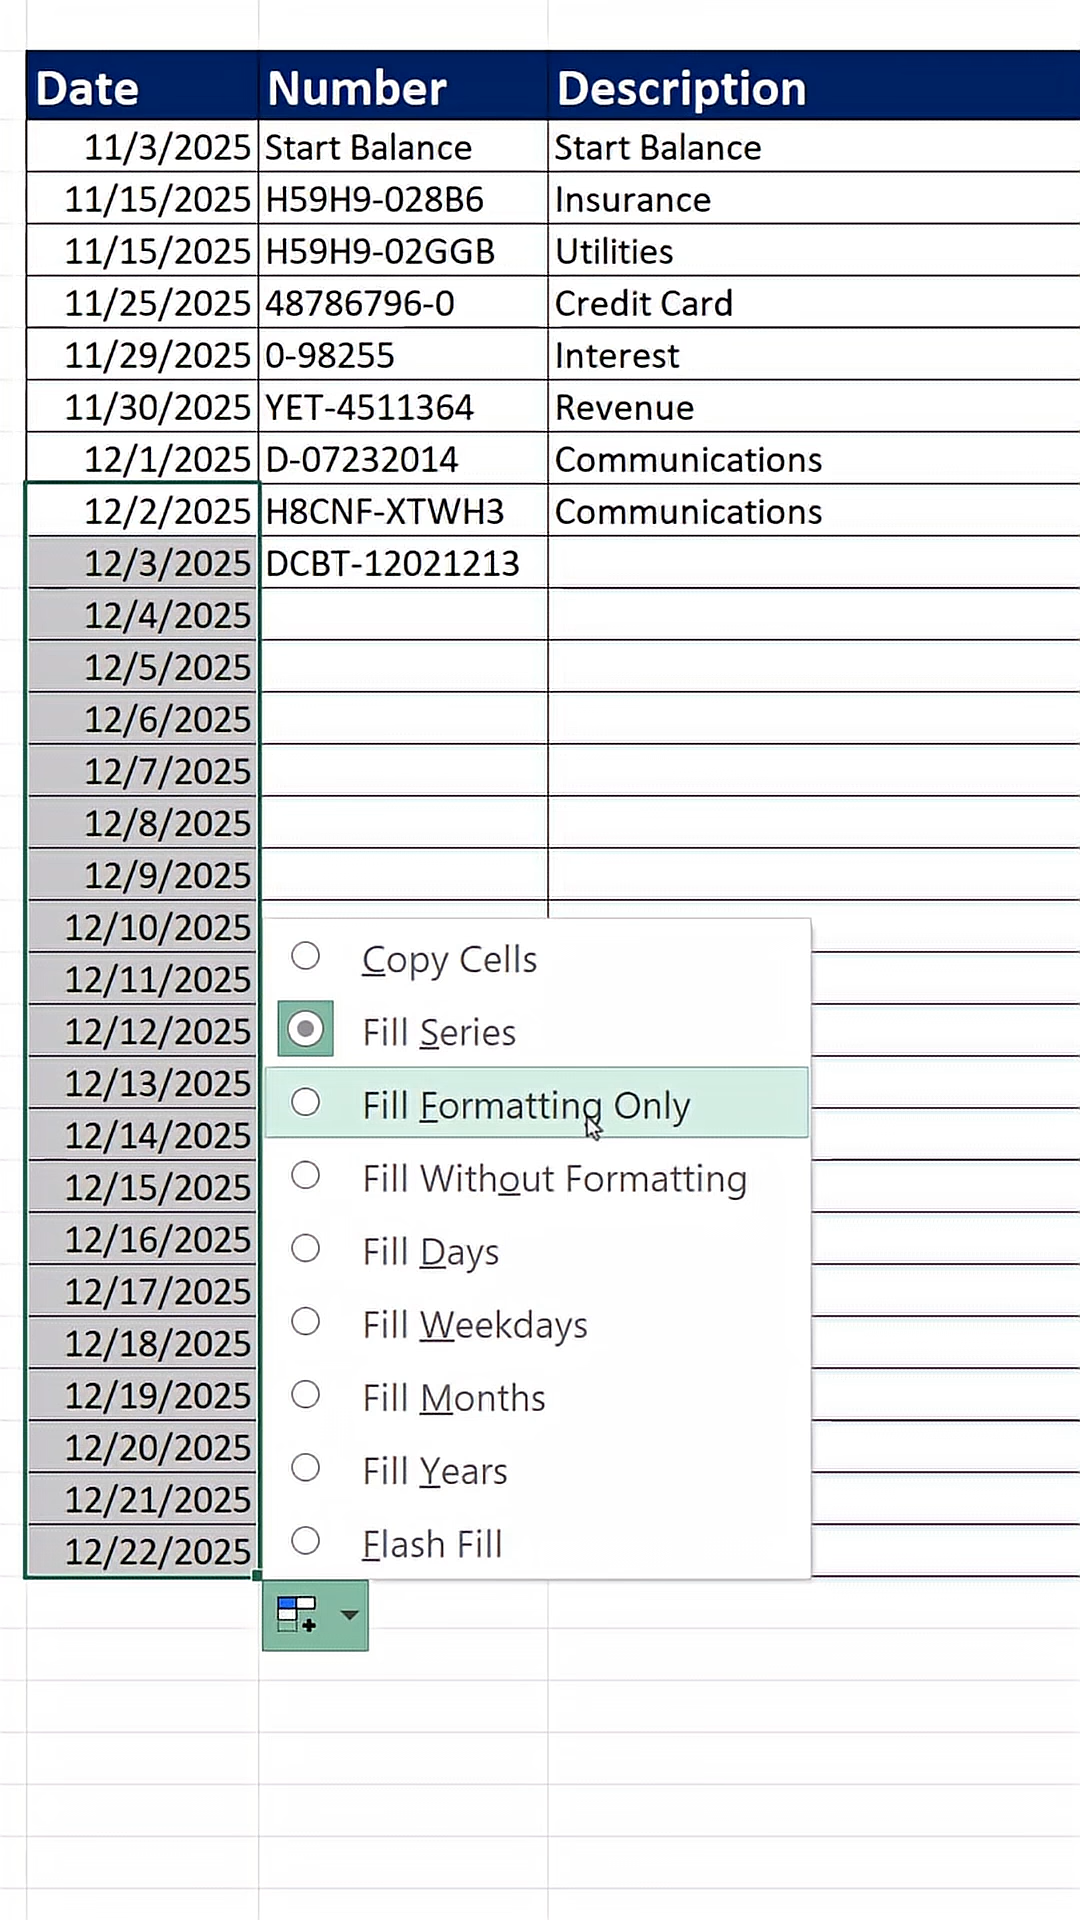 Date Number Description
11/3/2025 Start Balance Start Balance
11/15/2025 H59H9-028B6 Insurance
11/15/2025 H59H9-02GGB Utilities
11/25/2025 48786796-0 Credit Card
11/29/2025 0-98255 Interest
11/30/2025 YET-4511364 Revenue
12/1/2025 D-07232014 Communications
12/2/2025 H8CNF-XTWH3 Communications
12/3/2025 DCBT-12021213
12/4/2025
12/5/2025
12/6/2025
12/7/2025
12/8/2025
12/9/2025
12/10/2025
12/11/2025
12/12/2025
12/13/2025
12/14/2025
12/15/2025
12/16/2025
12/17/2025
12/18/2025
12/19/2025
12/20/2025
12/21/2025
12/22/2025
Copy Cells
Fill Series
Fill Formatting Only
Fill Without Formatting
Fill Days
Fill Weekdays
Fill Months
Fill Years
Flash Fill